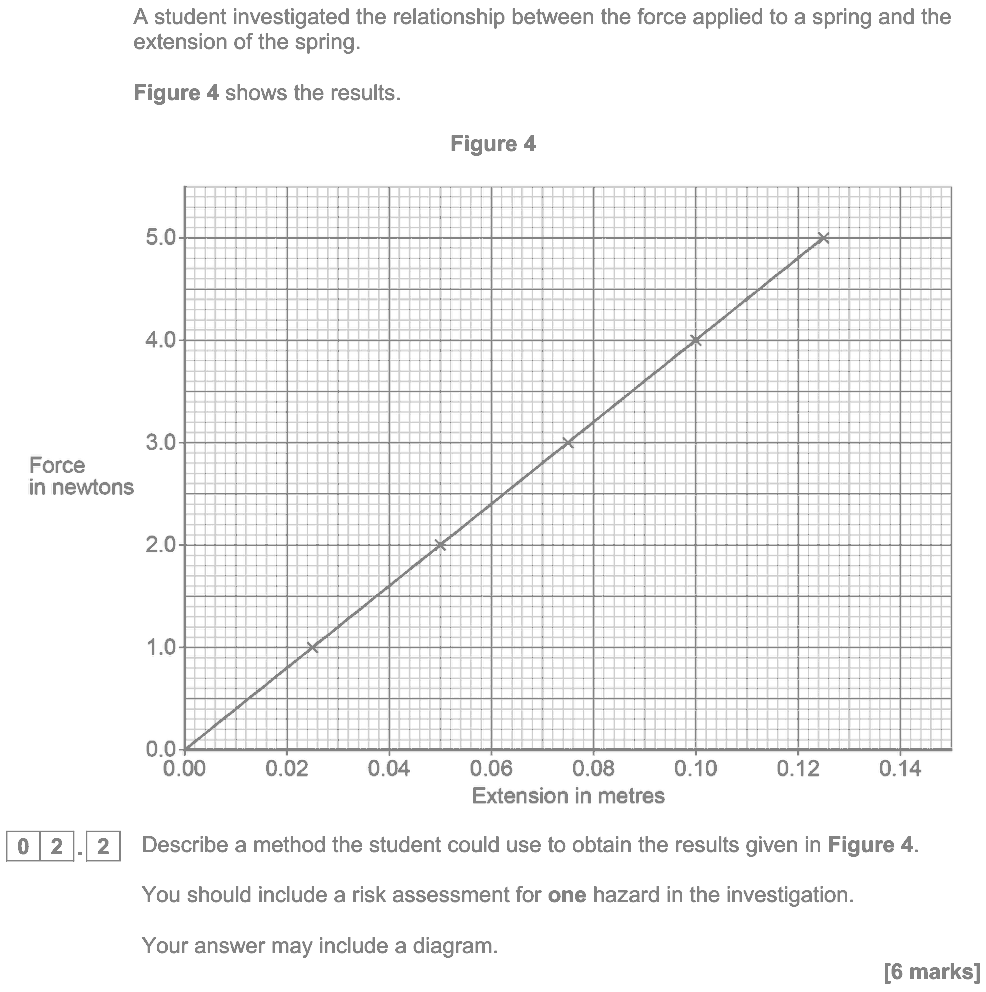 A student investigated the relationship between the force applied to a spring and the
extension of the spring.
Figure 4 shows the results.
Figure 4
5.0
4.0
3.0
Force
in newtons
2.0
1.0
0.0
0.00 0.02 0.04 0.06 0.08 0.10 0.12 0.14
Extension in metres
0 2 . 2 Describe a method the student could use to obtain the results given in Figure 4.
You should include a risk assessment for one hazard in the investigation.
Your answer may include a diagram.
[6 marks]